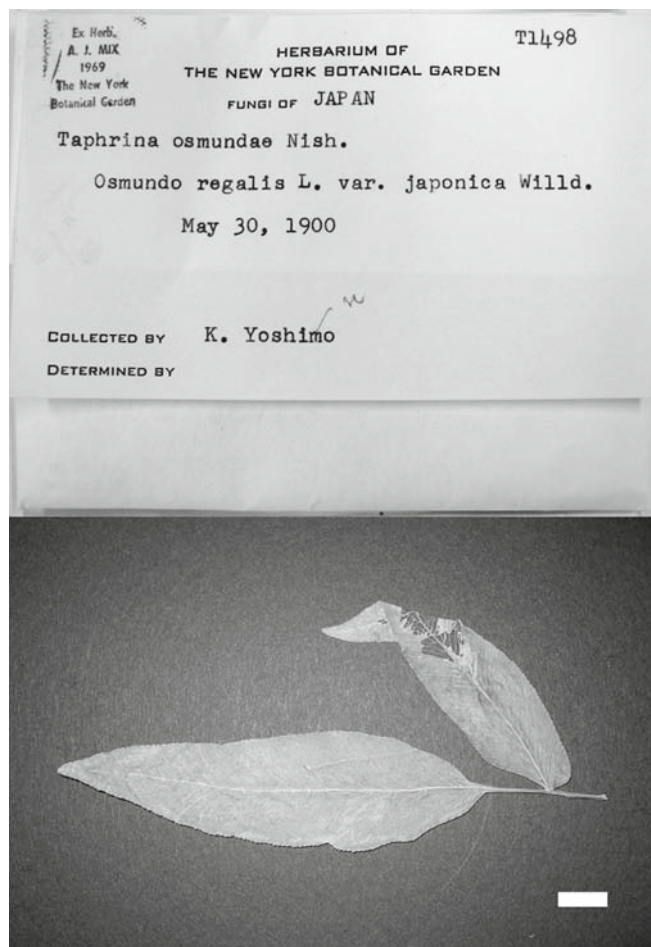 Ex Herb.
A. J. MIX
1969
The New York
Botanical Garden
T1498
HERBARIUM OF
THE NEW YORK BOTANICAL GARDEN
FUNGI OF JAPAN
Taphrina osmundae Nish.
Osmundo regalis L. var. japonica Willd.
May 30, 1900
n
COLLECTED BY K. Yoshimo
DETERMINED BY